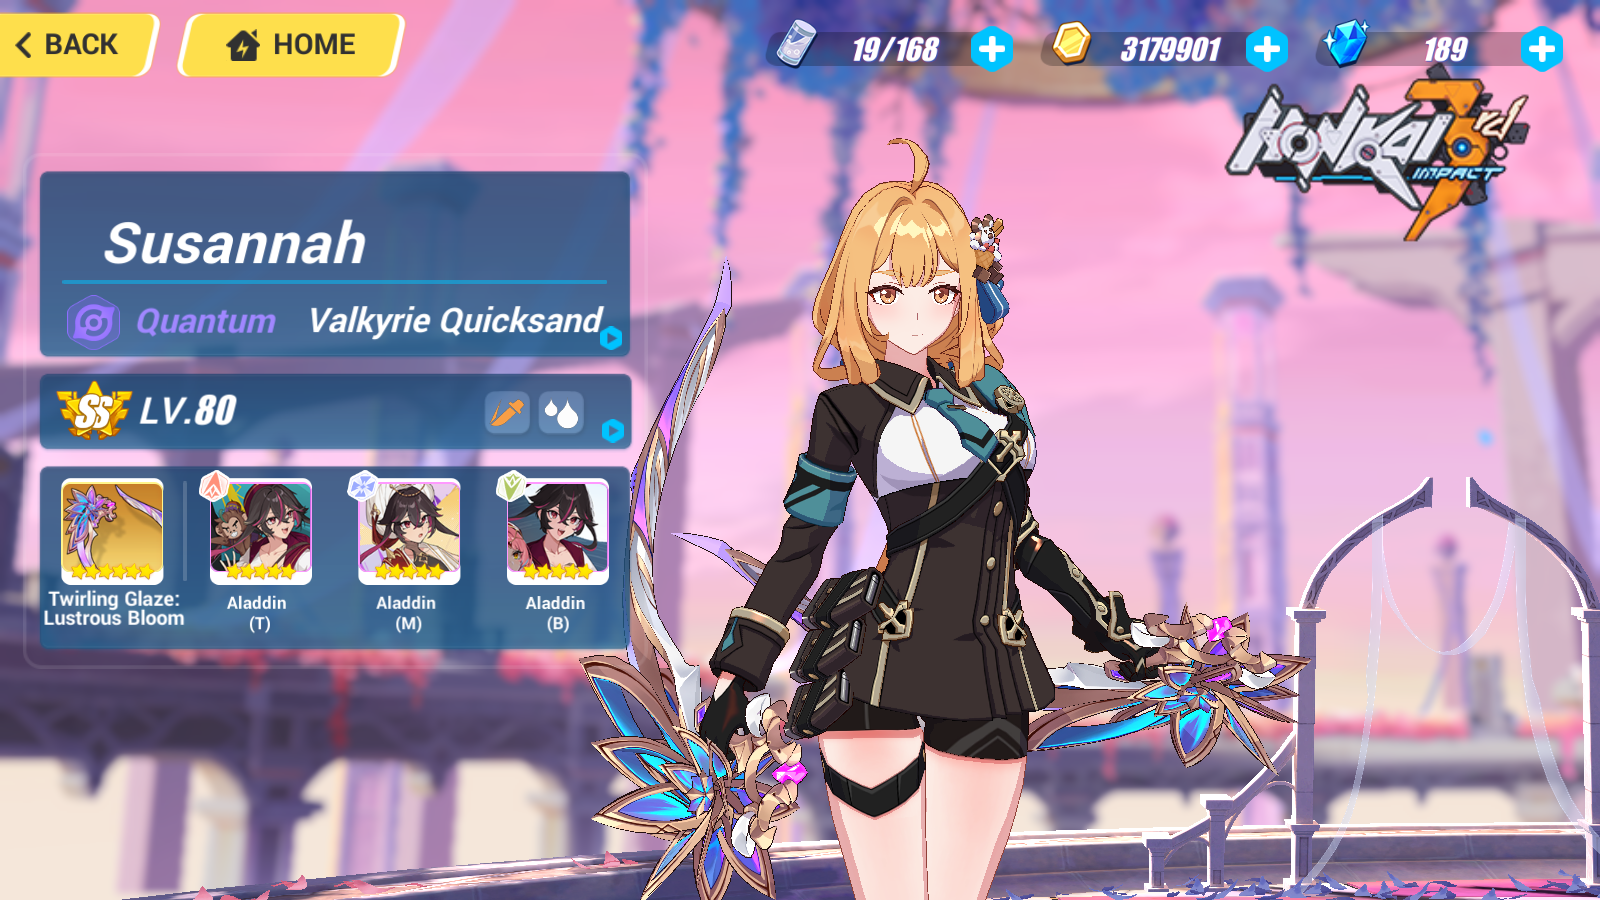 BACK
HOME
19/168
3179901
189
HONKAI 3rd
IMPACT
Susannah
Quantum
Valkyrie Quicksand
SS LV.80
Twirling Glaze:
Lustrous Bloom
Aladdin
(T)
Aladdin
(M)
Aladdin
(B)